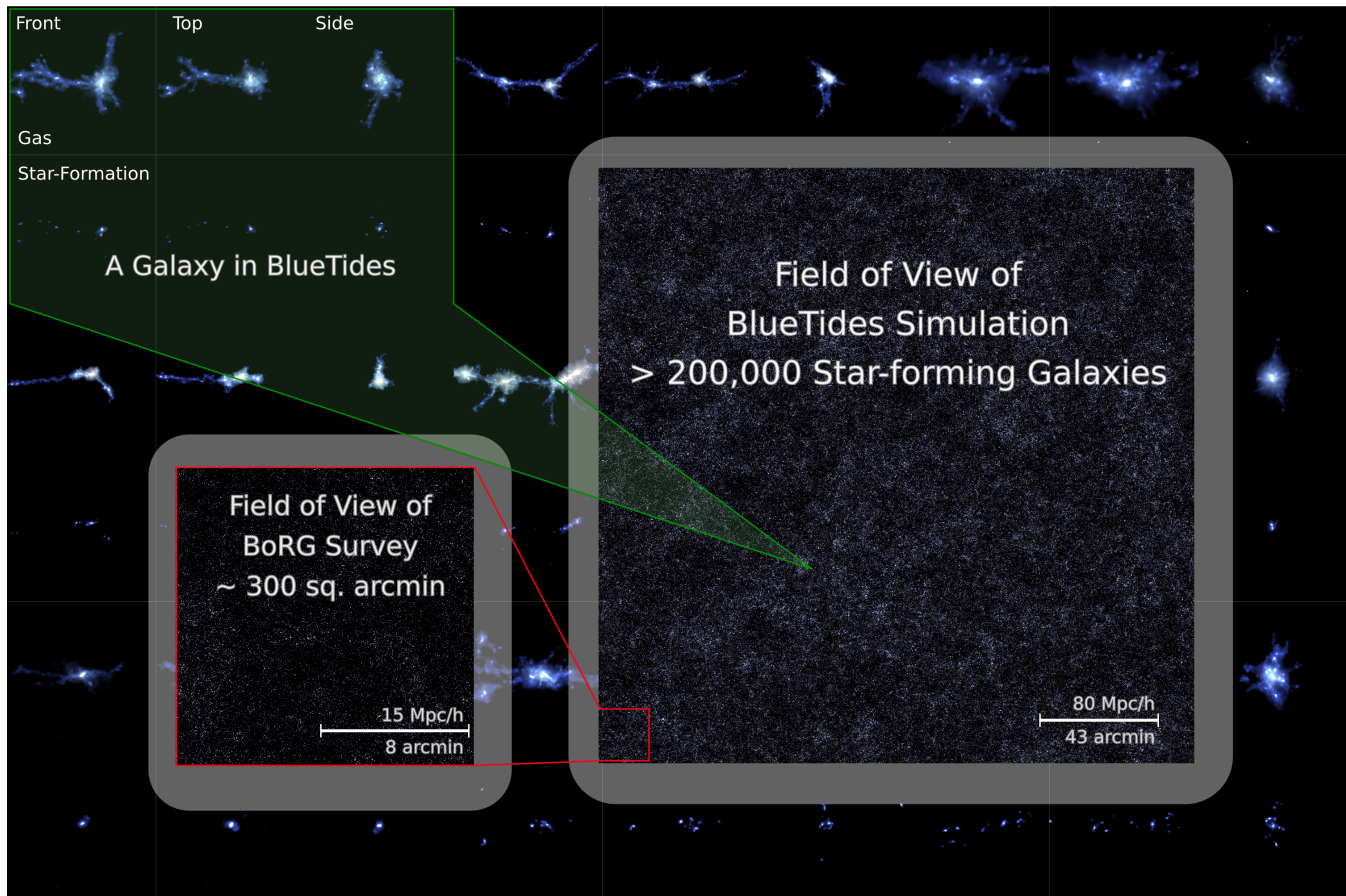 Front
Top
Side
Gas
Star-Formation
A Galaxy in BlueTides
Field of View of
BlueTides Simulation
> 200,000 Star-forming Galaxies
80 Mpc/h
43 arcmin
Field of View of
BoRG Survey
~ 300 sq. arcmin
15 Mpc/h
8 arcmin